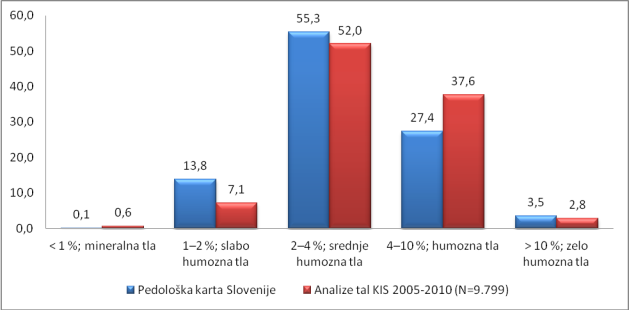 60,0
50,0
40,0
30,0
20,0
10,0
0,0
0,1
0,6
13,8
7,1
55,3
52,0
27,4
37,6
3,5
2,8
< 1 %; mineralna tla
1–2 %; slabo
humozna tla
2–4 %; srednje
humozna tla
4–10 %; humozna tla
> 10 %; zelo
humozna tla
Pedološka karta Slovenije
Analize tal KIS 2005-2010 (N=9.799)